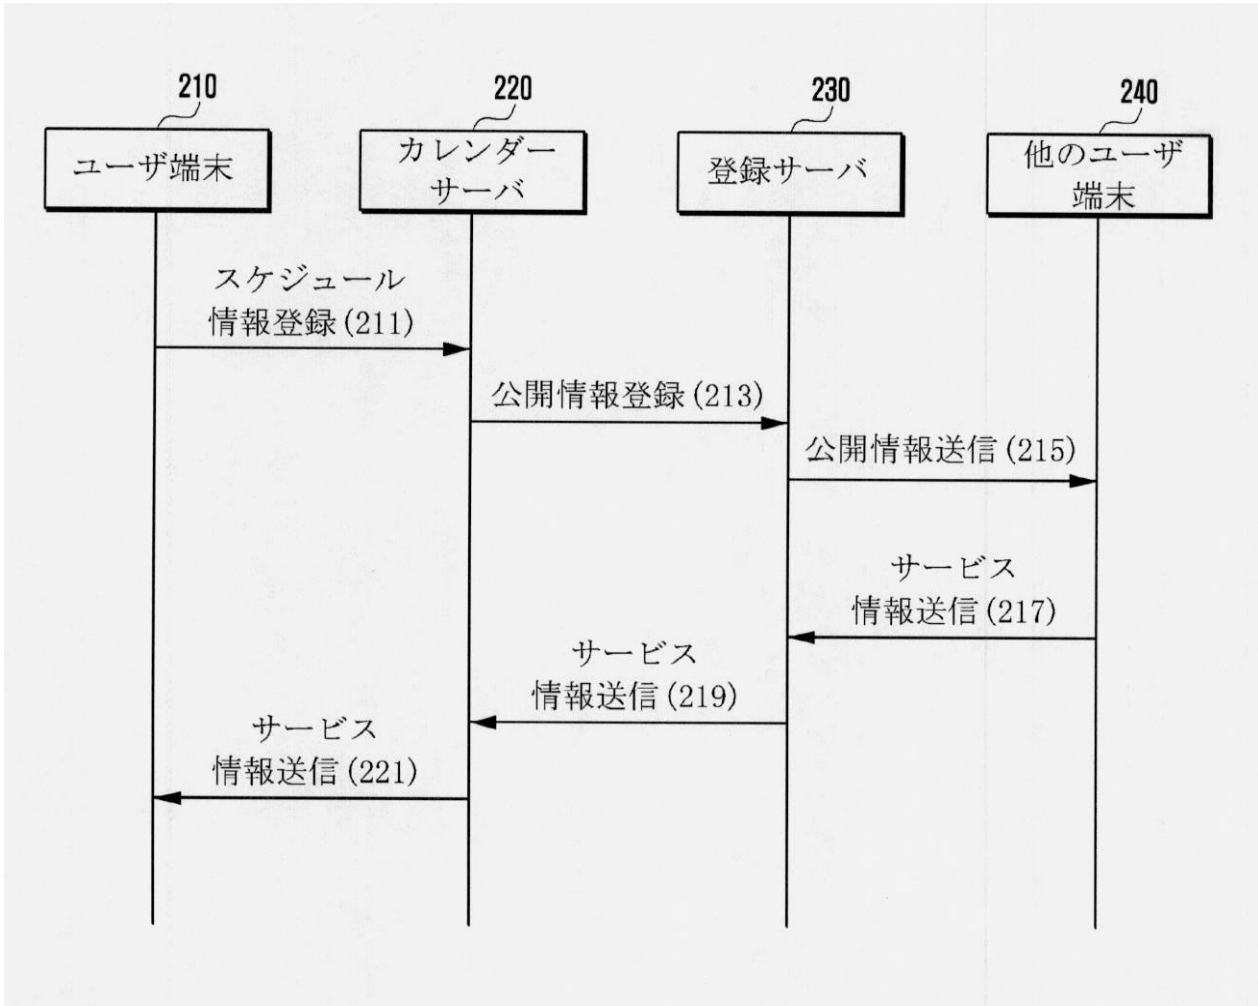 210
220
230
240
ユーザ端末
カレンダー
サーバ
登録サーバ
他のユーザ
端末
スケジュール
情報登録(211)
公開情報登録(213)
公開情報送信(215)
サービス
情報送信(217)
サービス
情報送信(219)
サービス
情報送信(221)